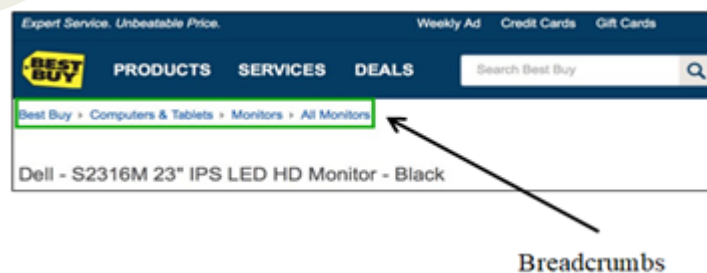 Expert Service. Unbeatable Price. Weekly Ad Credit Cards Gift Cards
BEST BUY PRODUCTS SERVICES DEALS Search Best Buy
Best Buy › Computers & Tablets › Monitors › All Monitors
Dell - S2316M 23" IPS LED HD Monitor - Black
Breadcrumbs